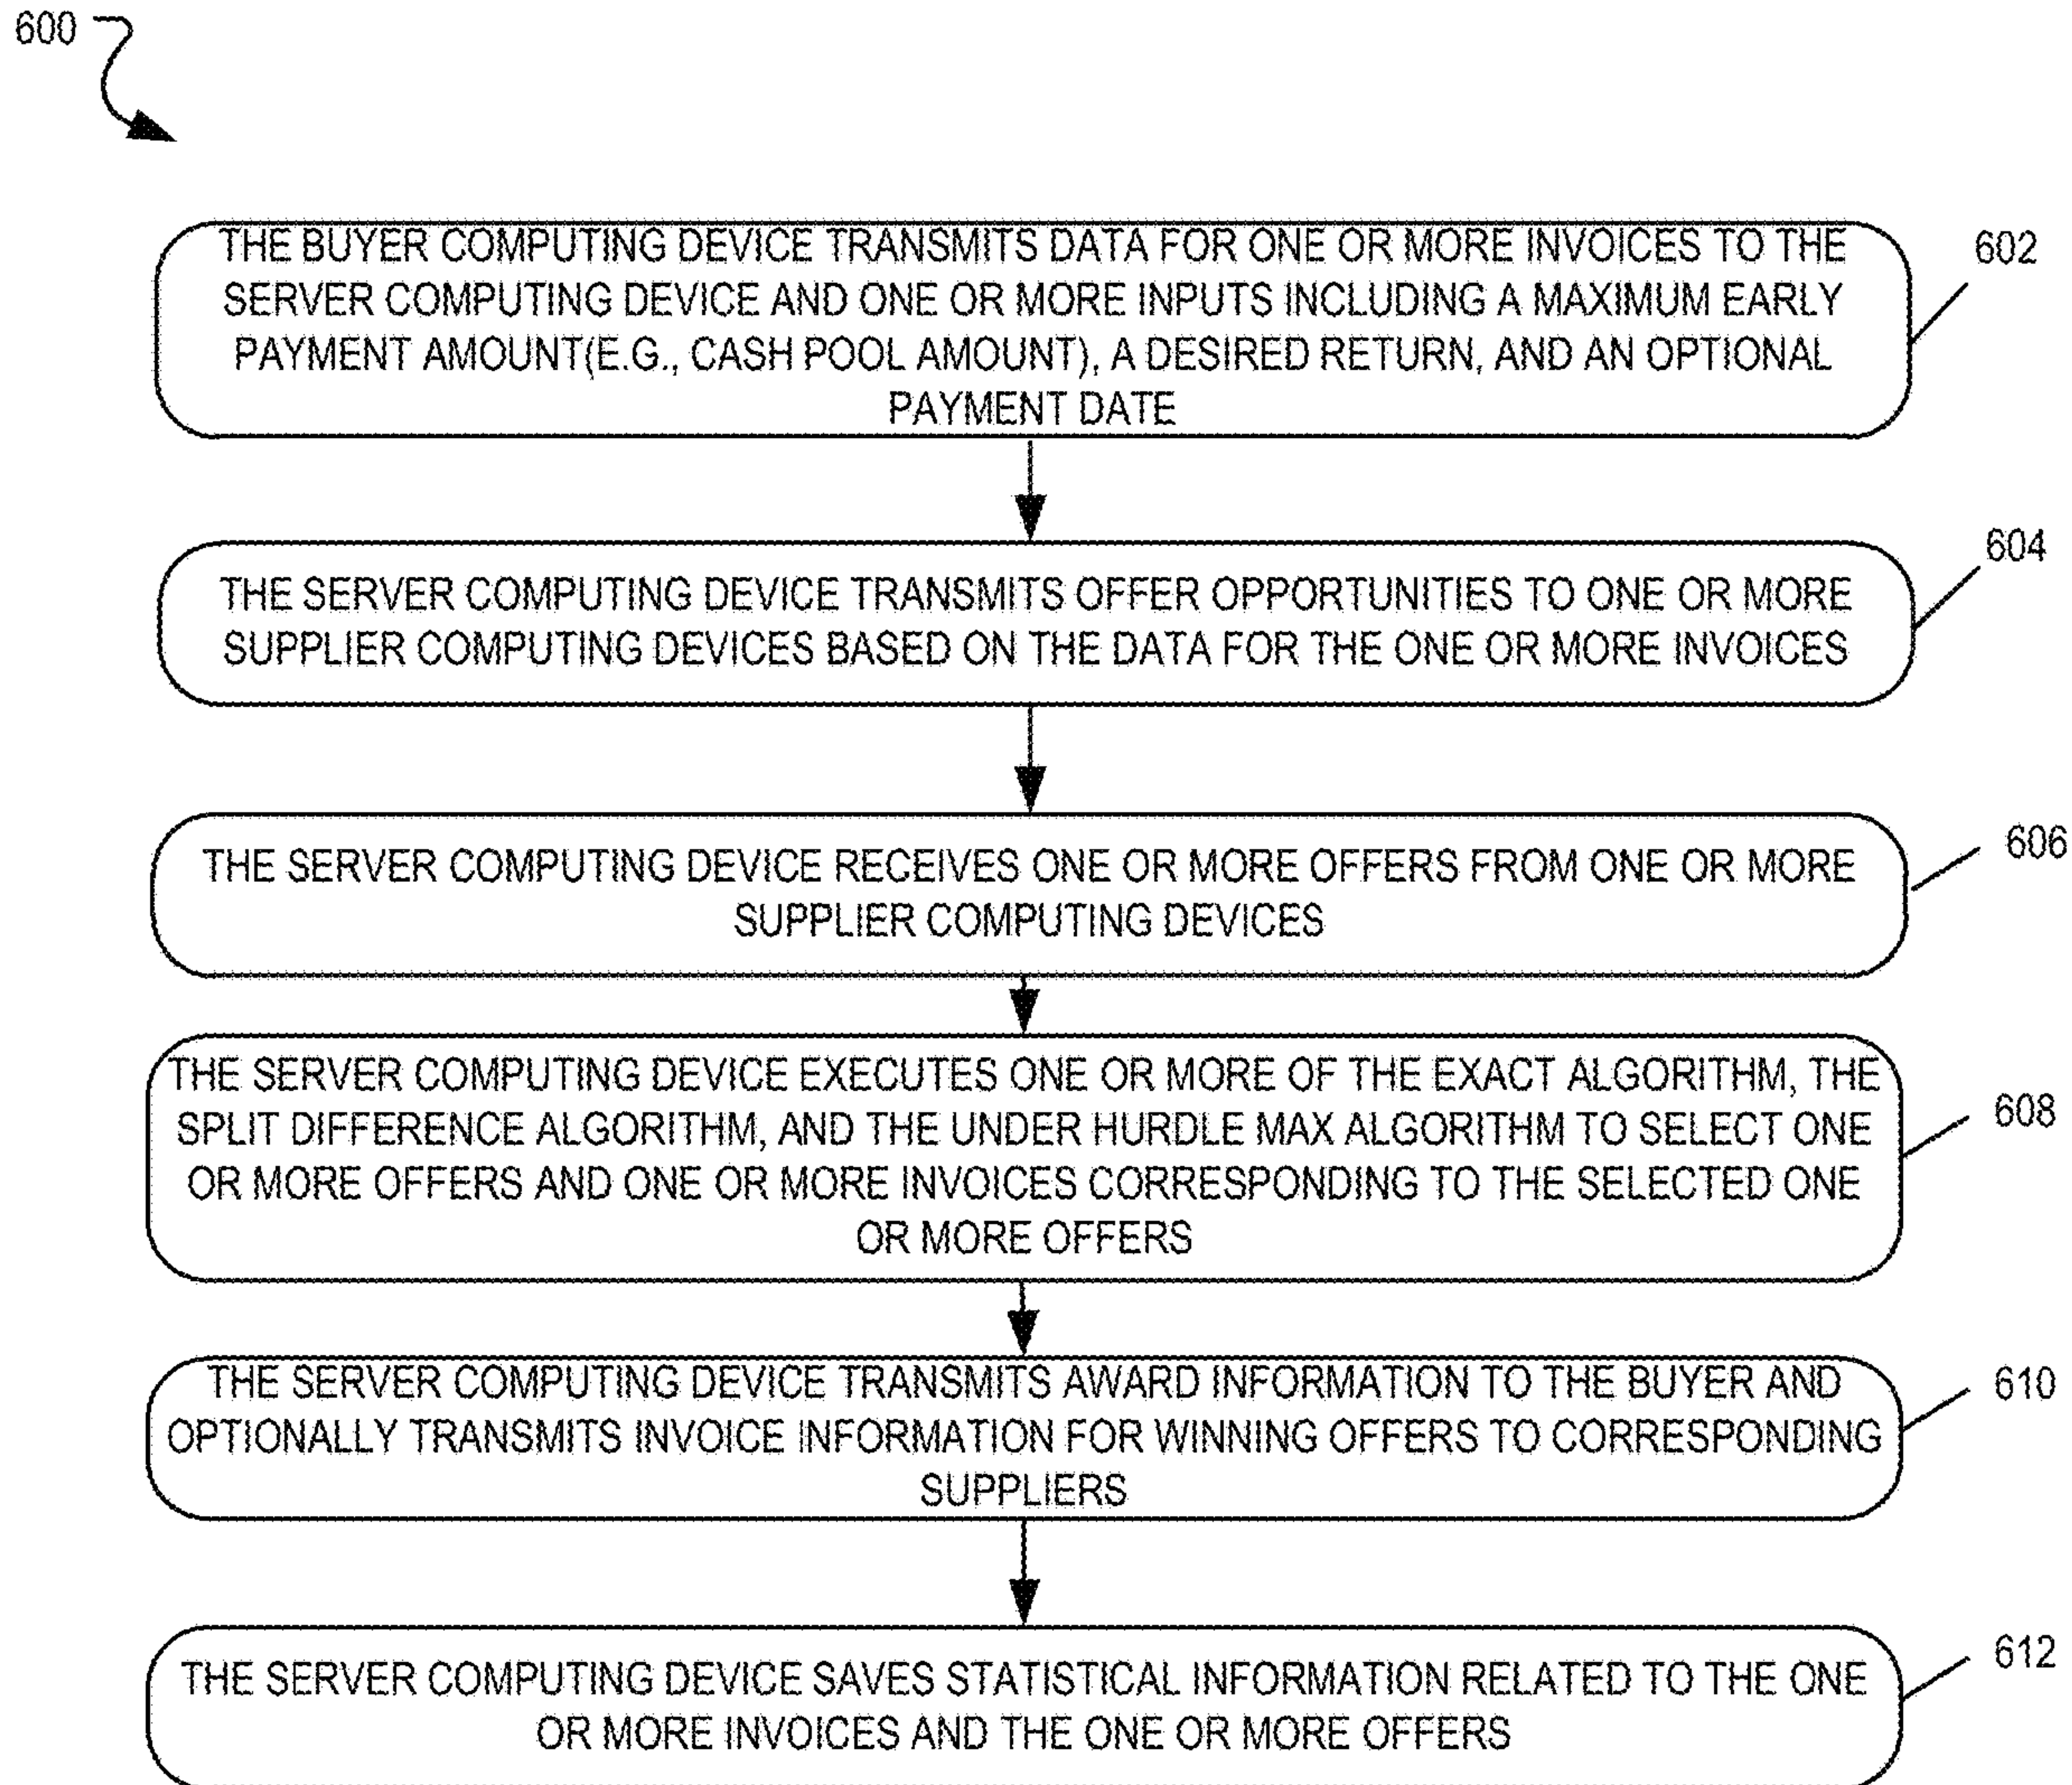 600
THE BUYER COMPUTING DEVICE TRANSMITS DATA FOR ONE OR MORE INVOICES TO THE
SERVER COMPUTING DEVICE AND ONE OR MORE INPUTS INCLUDING A MAXIMUM EARLY
PAYMENT AMOUNT(E.G., CASH POOL AMOUNT), A DESIRED RETURN, AND AN OPTIONAL
PAYMENT DATE
602
THE SERVER COMPUTING DEVICE TRANSMITS OFFER OPPORTUNITIES TO ONE OR MORE
SUPPLIER COMPUTING DEVICES BASED ON THE DATA FOR THE ONE OR MORE INVOICES
604
THE SERVER COMPUTING DEVICE RECEIVES ONE OR MORE OFFERS FROM ONE OR MORE
SUPPLIER COMPUTING DEVICES
606
THE SERVER COMPUTING DEVICE EXECUTES ONE OR MORE OF THE EXACT ALGORITHM, THE
SPLIT DIFFERENCE ALGORITHM, AND THE UNDER HURDLE MAX ALGORITHM TO SELECT ONE
OR MORE OFFERS AND ONE OR MORE INVOICES CORRESPONDING TO THE SELECTED ONE
OR MORE OFFERS
608
THE SERVER COMPUTING DEVICE TRANSMITS AWARD INFORMATION TO THE BUYER AND
OPTIONALLY TRANSMITS INVOICE INFORMATION FOR WINNING OFFERS TO CORRESPONDING
SUPPLIERS
610
THE SERVER COMPUTING DEVICE SAVES STATISTICAL INFORMATION RELATED TO THE ONE
OR MORE INVOICES AND THE ONE OR MORE OFFERS
612